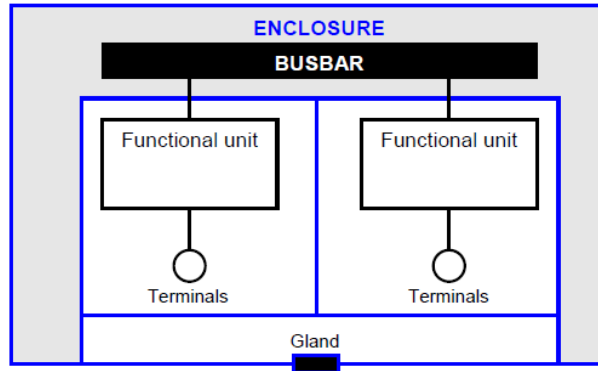 ENCLOSURE
BUSBAR
Functional unit
Functional unit
Terminals
Terminals
Gland